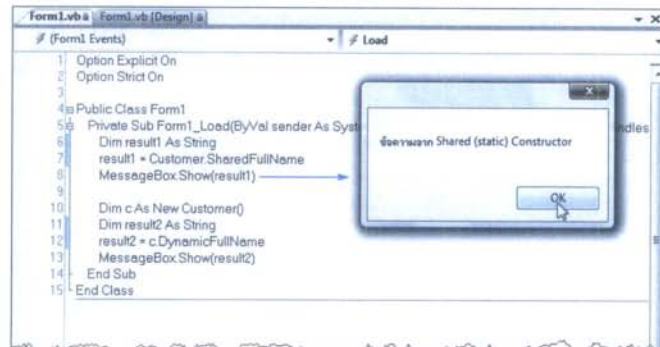 Form1.vb Form1.vb [Design]
(Form1 Events) Load
1 Option Explicit On
2 Option Strict On
3
4 Public Class Form1
5 Private Sub Form1_Load(ByVal sender As Syst ndles
6 Dim result1 As String
7 result1 = Customer.SharedFullName
8 MessageBox.Show(result1)
9
10 Dim c As New Customer()
11 Dim result2 As String
12 result2 = c.DynamicFullName
13 MessageBox.Show(result2)
14 End Sub
15 End Class
X
ข้อความจาก Shared (static) Constructor
OK